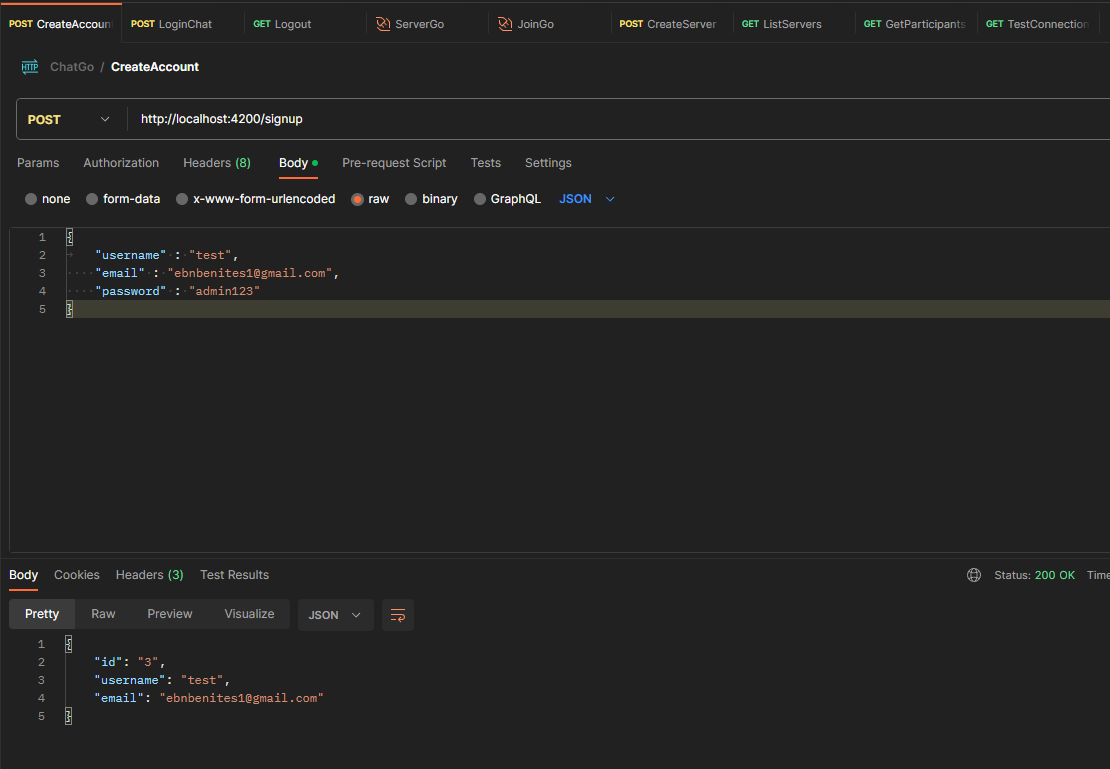 POST CreateAccoun POST LoginChat GET Logout ServerGo JoinGo POST CreateServer GET ListServers GET GetParticipants GET TestConnection
HTTP ChatGo / CreateAccount
POST http://localhost:4200/signup
Params Authorization Headers (8) Body Pre-request Script Tests Settings
none form-data x-www-form-urlencoded raw binary GraphQL JSON
1 {
2 "username" : "test",
3 "email" : "ebnbenites1@gmail.com",
4 "password" : "admin123"
5 }
Body Cookies Headers (3) Test Results Status: 200 OK Time
Pretty Raw Preview Visualize JSON
1 {
2 "id": "3",
3 "username": "test",
4 "email": "ebnbenites1@gmail.com"
5 }